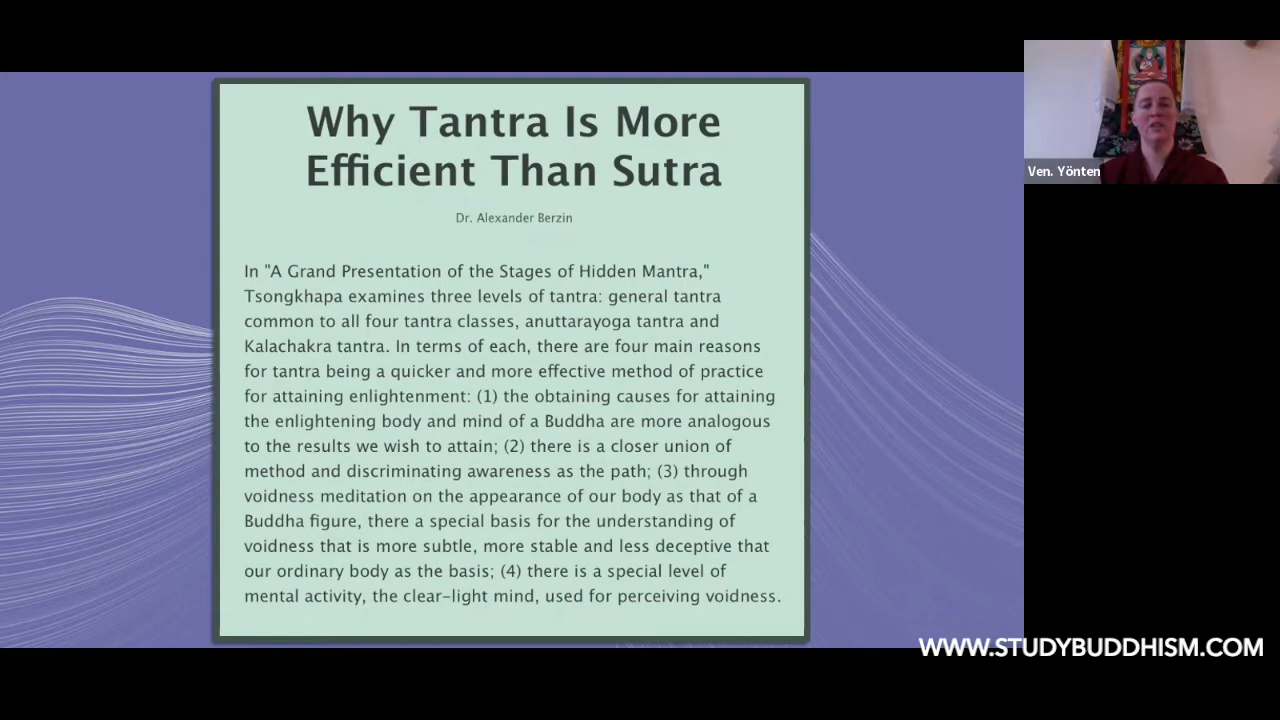 Why Tantra Is More
Efficient Than Sutra
Dr. Alexander Berzin
In "A Grand Presentation of the Stages of Hidden Mantra,"
Tsongkhapa examines three levels of tantra: general tantra
common to all four tantra classes, anuttarayoga tantra and
Kalachakra tantra. In terms of each, there are four main reasons
for tantra being a quicker and more effective method of practice
for attaining enlightenment: (1) the obtaining causes for attaining
the enlightening body and mind of a Buddha are more analogous
to the results we wish to attain; (2) there is a closer union of
method and discriminating awareness as the path; (3) through
voidness meditation on the appearance of our body as that of a
Buddha figure, there a special basis for the understanding of
voidness that is more subtle, more stable and less deceptive that
our ordinary body as the basis; (4) there is a special level of
mental activity, the clear-light mind, used for perceiving voidness.
Ven. Yönten
WWW.STUDYBUDDHISM.COM